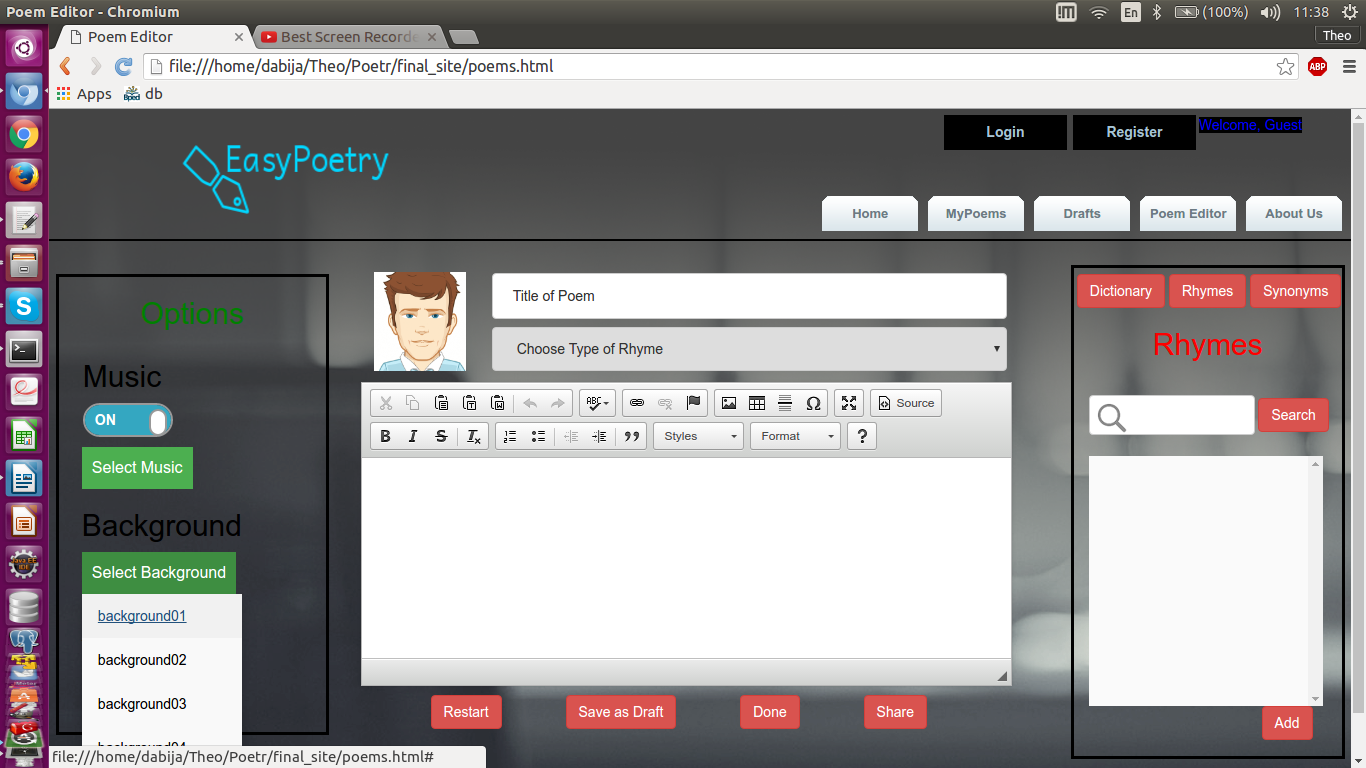 Poem Editor - Chromium
En
(100%)
11:38
Poem Editor
Best Screen Recorde
Theo
file:///home/dabija/Theo/Poetr/final_site/poems.html
ABP
Apps
db
Login
Register
Welcome, Guest
EasyPoetry
Home
MyPoems
Drafts
Poem Editor
About Us
Options
Music
ON
Select Music
Background
Select Background
background01
background02
background03
background04
Title of Poem
Choose Type of Rhyme
ABC
Source
B I S Ix
Styles
Format
?
Restart
Save as Draft
Done
Share
Dictionary
Rhymes
Synonyms
Rhymes
Search
Add
file:///home/dabija/Theo/Poetr/final_site/poems.html#